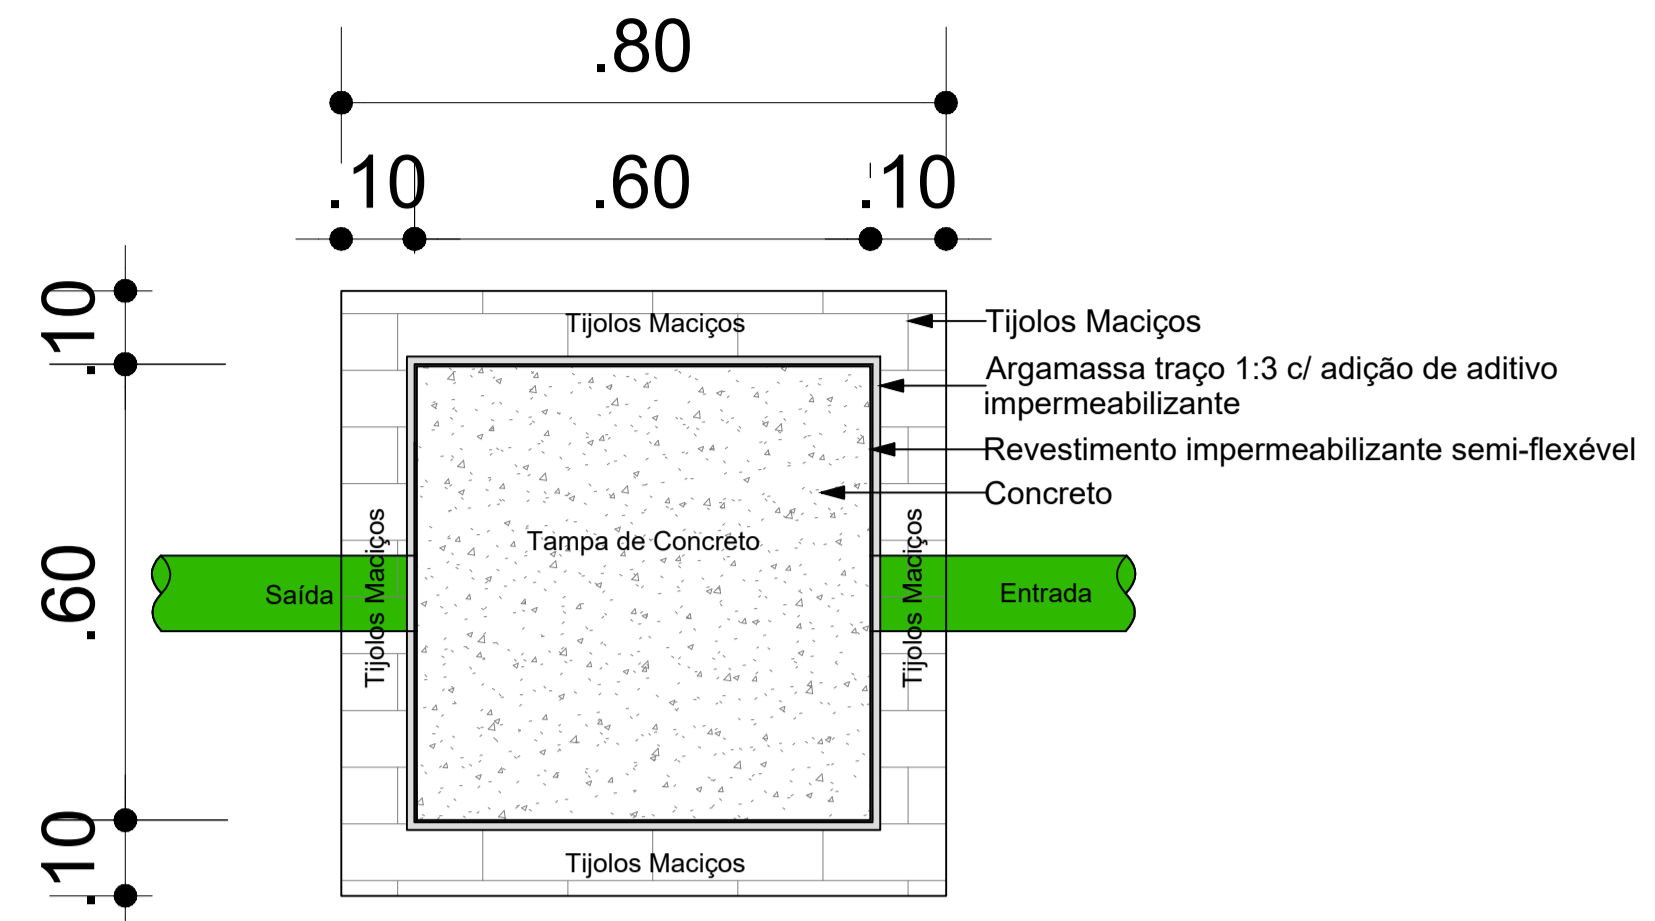 .80
.10 .60 .10
.10
Tijolos Maciços
Tijolos Maciços
Argamassa traço 1:3 c/ adição de aditivo
impermeabilizante
Revestimento impermeabilizante semi-flexével
Concreto
Tampa de Concreto
.60
Saída
Tijolos Maciços
Tijolos Maciços
Entrada
.10
Tijolos Maciços